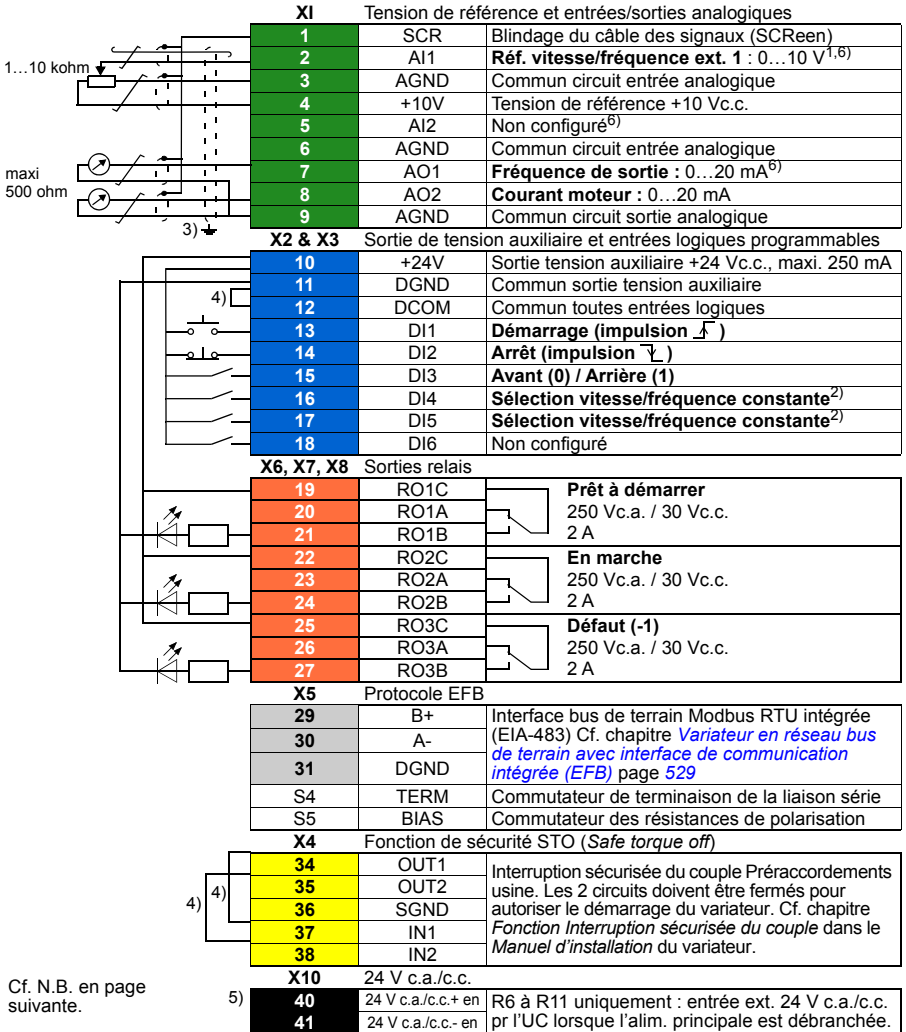 XI Tension de référence et entrées/sorties analogiques
1 SCR Blindage du câble des signaux (SCReen)
2 AI1 Réf. vitesse/fréquence ext. 1 : 0…10 V1,6)
1…10 kohm
3 AGND Commun circuit entrée analogique
4 +10V Tension de référence +10 Vc.c.
5 AI2 Non configuré6)
6 AGND Commun circuit entrée analogique
7 AO1 Fréquence de sortie : 0…20 mA6)
maxi
500 ohm
8 AO2 Courant moteur : 0…20 mA
9 AGND Commun circuit sortie analogique
3)
X2 & X3 Sortie de tension auxiliaire et entrées logiques programmables
10 +24V Sortie tension auxiliaire +24 Vc.c., maxi. 250 mA
11 DGND Commun sortie tension auxiliaire
4)
12 DCOM Commun toutes entrées logiques
13 DI1 Démarrage (impulsion )
14 DI2 Arrêt (impulsion )
15 DI3 Avant (0) / Arrière (1)
16 DI4 Sélection vitesse/fréquence constante2)
17 DI5 Sélection vitesse/fréquence constante2)
18 DI6 Non configuré
X6, X7, X8 Sorties relais
19 RO1C Prêt à démarrer
20 RO1A 250 Vc.a. / 30 Vc.c.
21 RO1B 2 A
22 RO2C En marche
23 RO2A 250 Vc.a. / 30 Vc.c.
24 RO2B 2 A
25 RO3C Défaut (-1)
26 RO3A 250 Vc.a. / 30 Vc.c.
27 RO3B 2 A
X5 Protocole EFB
29 B+ Interface bus de terrain Modbus RTU intégrée
30 A- (EIA-483) Cf. chapitre Variateur en réseau bus
de terrain avec interface de communication
31 DGND intégrée (EFB) page 529
S4 TERM Commutateur de terminaison de la liaison série
S5 BIAS Commutateur des résistances de polarisation
X4 Fonction de sécurité STO (Safe torque off)
34 OUT1 Interruption sécurisée du couple Préraccordements
35 OUT2 usine. Les 2 circuits doivent être fermés pour
4) 4)
36 SGND autoriser le démarrage du variateur. Cf. chapitre
37 IN1 Fonction Interruption sécurisée du couple dans le
38 IN2 Manuel d'installation du variateur.
X10 24 V c.a./c.c.
Cf. N.B. en page
suivante.
5) 40 24 V c.a./c.c.+ en R6 à R11 uniquement : entrée ext. 24 V c.a./c.c.
41 24 V c.a./c.c.- en pr l'UC lorsque l'alim. principale est débranchée.